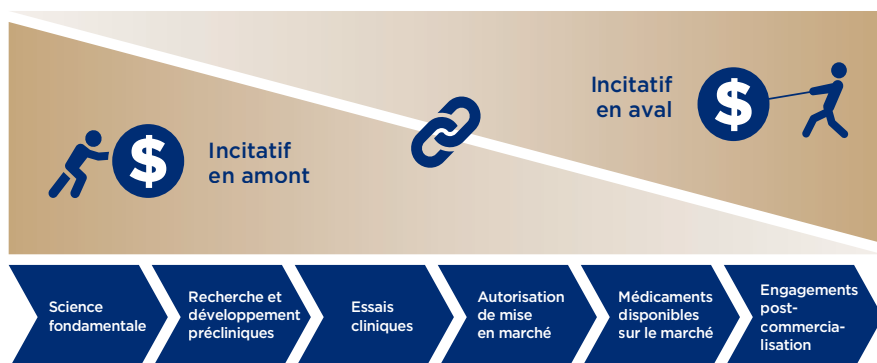 Incitatif
en amont
$
Incitatif
en aval
$
Science
fondamentale
Recherche et
développement
précliniques
Essais
cliniques
Autorisation
de mise
en marché
Médicaments
disponibles
sur le marché
Engagements
post-
commercia-
lisation